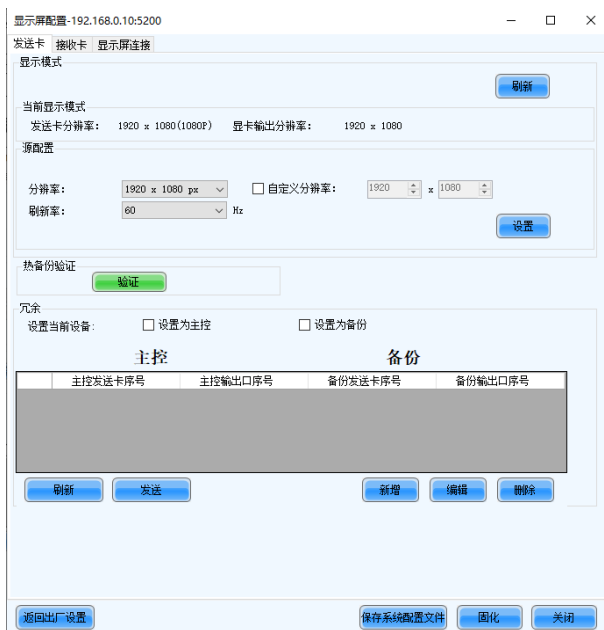 显示屏配置-192.168.0.10:5200
发送卡 接收卡 显示屏连接
显示模式
刷新
当前显示模式
发送卡分辨率: 1920 x 1080(1080P) 显卡输出分辨率: 1920 x 1080
源配置
分辨率: 1920 x 1080 px 自定义分辨率: 1920 x 1080
刷新率: 60 Hz
设置
热备份验证
验证
冗余
设置当前设备: 设置为主控 设置为备份
主控 备份
主控发送卡序号 主控输出口序号 备份发送卡序号 备份输出口序号
刷新 发送 新增 编辑 删除
返回出厂设置 保存系统配置文件 固化 关闭